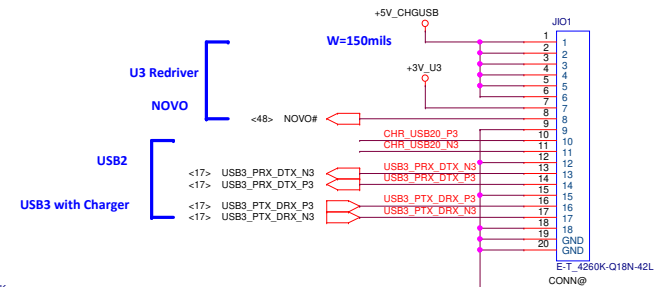 +5V_CHGUSB
JIO1
W=150mils
1 1
2 2
3 3
U3 Redriver
+3V_U3
4 4
5 5
6 6
NOVO
7 7
<48> NOVO#
8 8
9 9
CHR_USB20_P3
10 10
CHR_USB20_N3
11 11
USB2
12 12
<17> USB3_PRX_DTX_N3
USB3_PRX_DTX_N3
13 13
<17> USB3_PRX_DTX_P3
USB3_PRX_DTX_P3
14 14
15 15
USB3 with Charger
<17> USB3_PTX_DRX_P3
USB3_PTX_DRX_P3
16 16
<17> USB3_PTX_DRX_N3
USB3_PTX_DRX_N3
17 17
18 18
19 GND
20 GND
E-T_4260K-Q18N-42L
CONN@